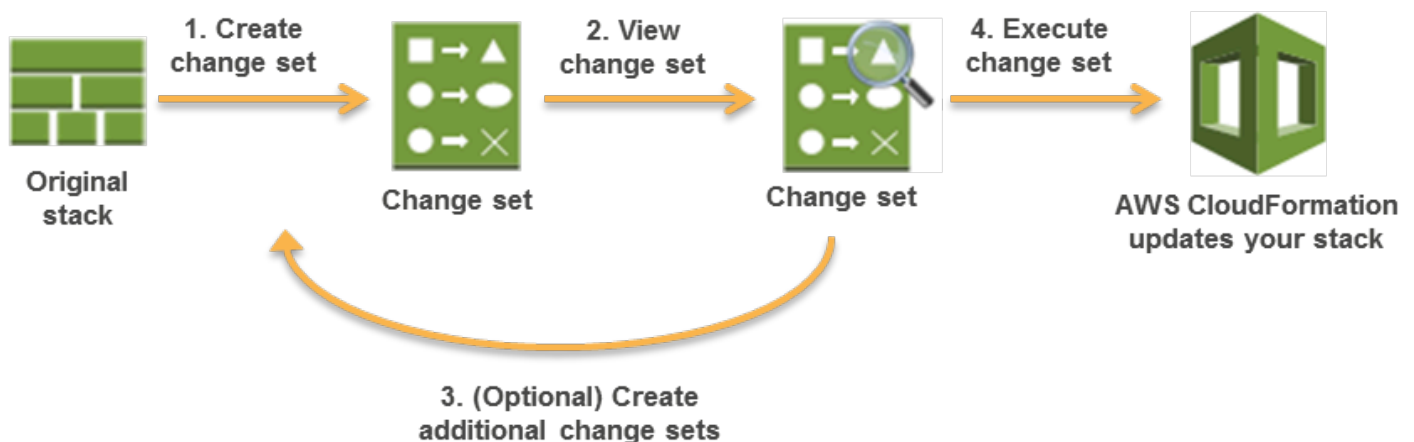 1. Create
change set
2. View
change set
4. Execute
change set
Original
stack
Change set
Change set
AWS CloudFormation
updates your stack
3. (Optional) Create
additional change sets